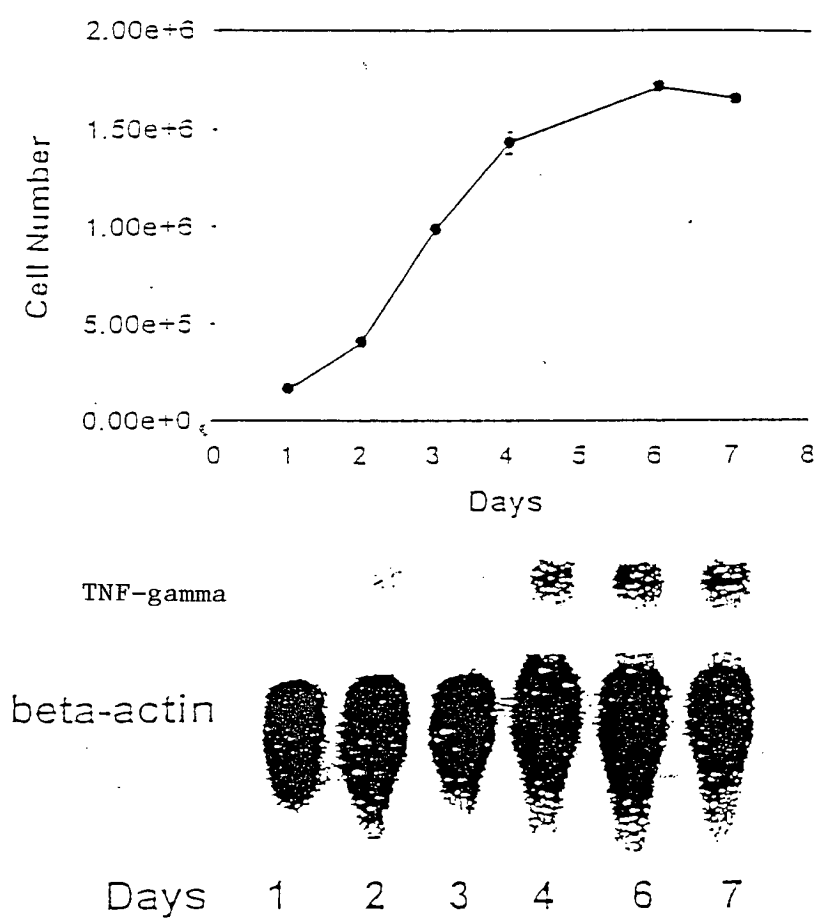 2.00e+6
1.50e+6
1.00e+6
5.00e+5
0.00e+0
Cell Number
0 1 2 3 4 5 6 7 8
Days
TNF-gamma
beta-actin
Days 1 2 3 4 6 7